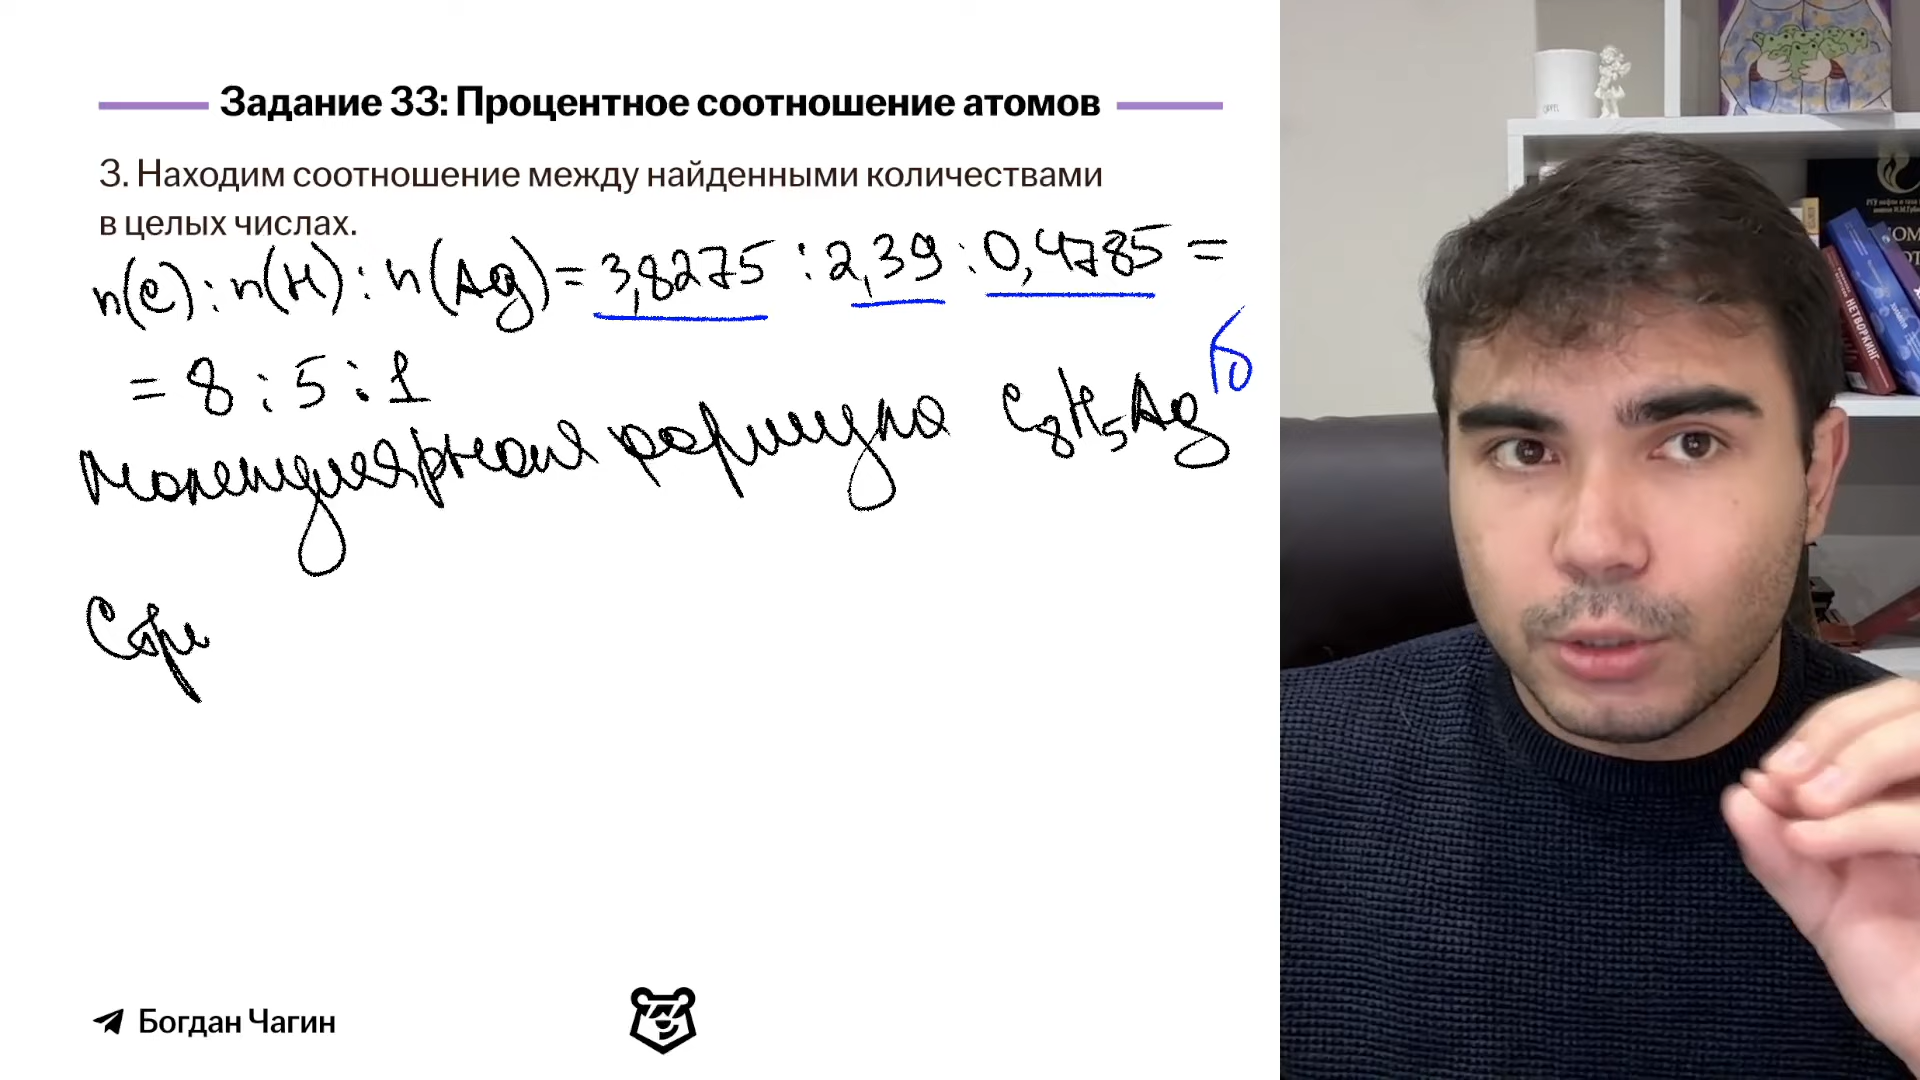 Задание 33: Процентное соотношение атомов
3. Находим соотношение между найденными количествами
в целых числах.
n(C) : n(H) : n(Ag) = 3,8275 : 2,39 : 0,4785 =
= 8 : 5 : 1
Молекулярная формула C₈H₅Ag
Богдан Чагин
НЕТВОРКИНГ